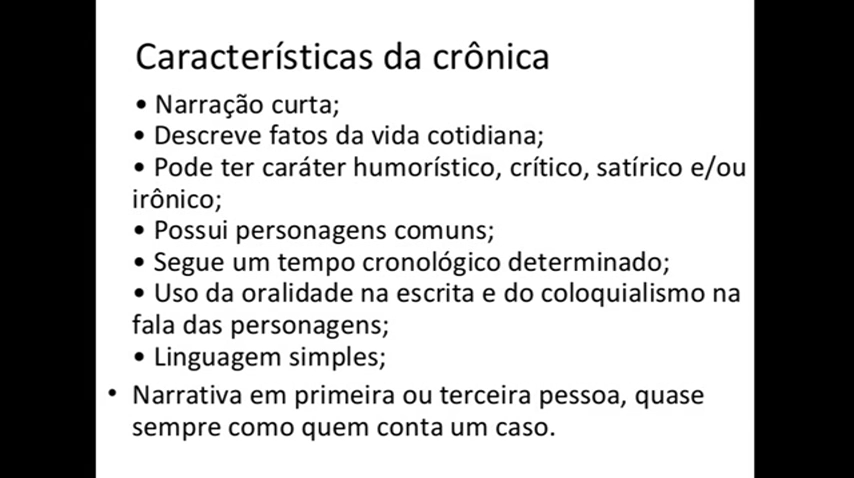 Características da crônica
• Narração curta;
• Descreve fatos da vida cotidiana;
• Pode ter caráter humorístico, crítico, satírico e/ou
irônico;
• Possui personagens comuns;
• Segue um tempo cronológico determinado;
• Uso da oralidade na escrita e do coloquialismo na
fala das personagens;
• Linguagem simples;
• Narrativa em primeira ou terceira pessoa, quase
sempre como quem conta um caso.